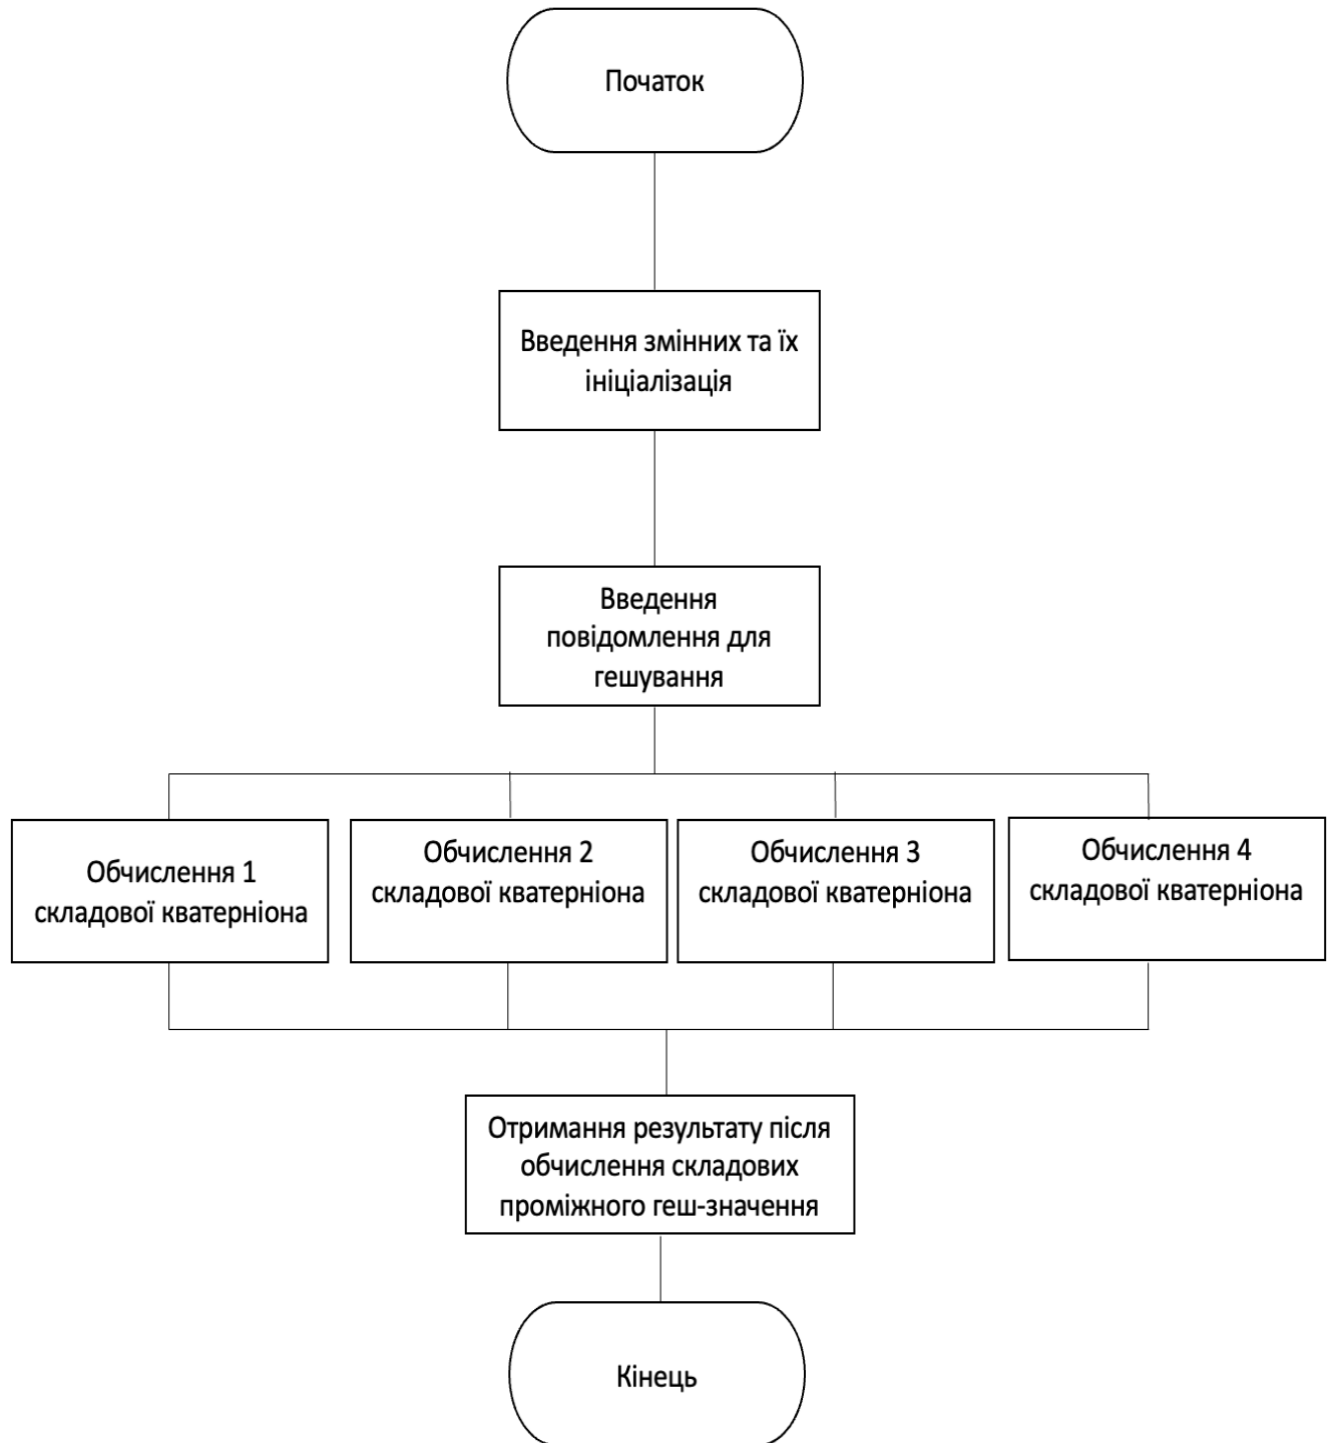 Початок
Введення змінних та їх
ініціалізація
Введення
повідомлення для
гешування
Обчислення 1
складової кватерніона
Обчислення 2
складової кватерніона
Обчислення 3
складової кватерніона
Обчислення 4
складової кватерніона
Отримання результату після
обчислення складових
проміжного геш-значення
Кінець